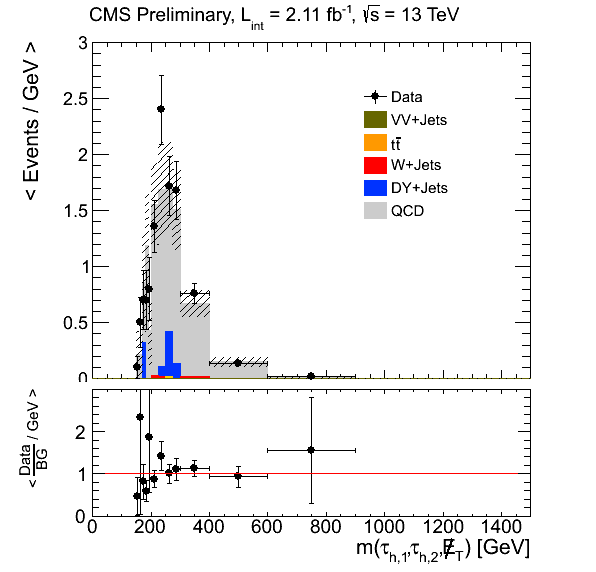 CMS Preliminary, L_int = 2.11 fb⁻¹, √s = 13 TeV
< Events / GeV >
3
2.5
2
1.5
1
0.5
0
Data
VV+Jets
tt̄
W+Jets
DY+Jets
QCD
< Data/BG / GeV >
2
1
0
0 200 400 600 800 1000 1200 1400
m(τ_h,1,τ_h,2,E̸_T) [GeV]